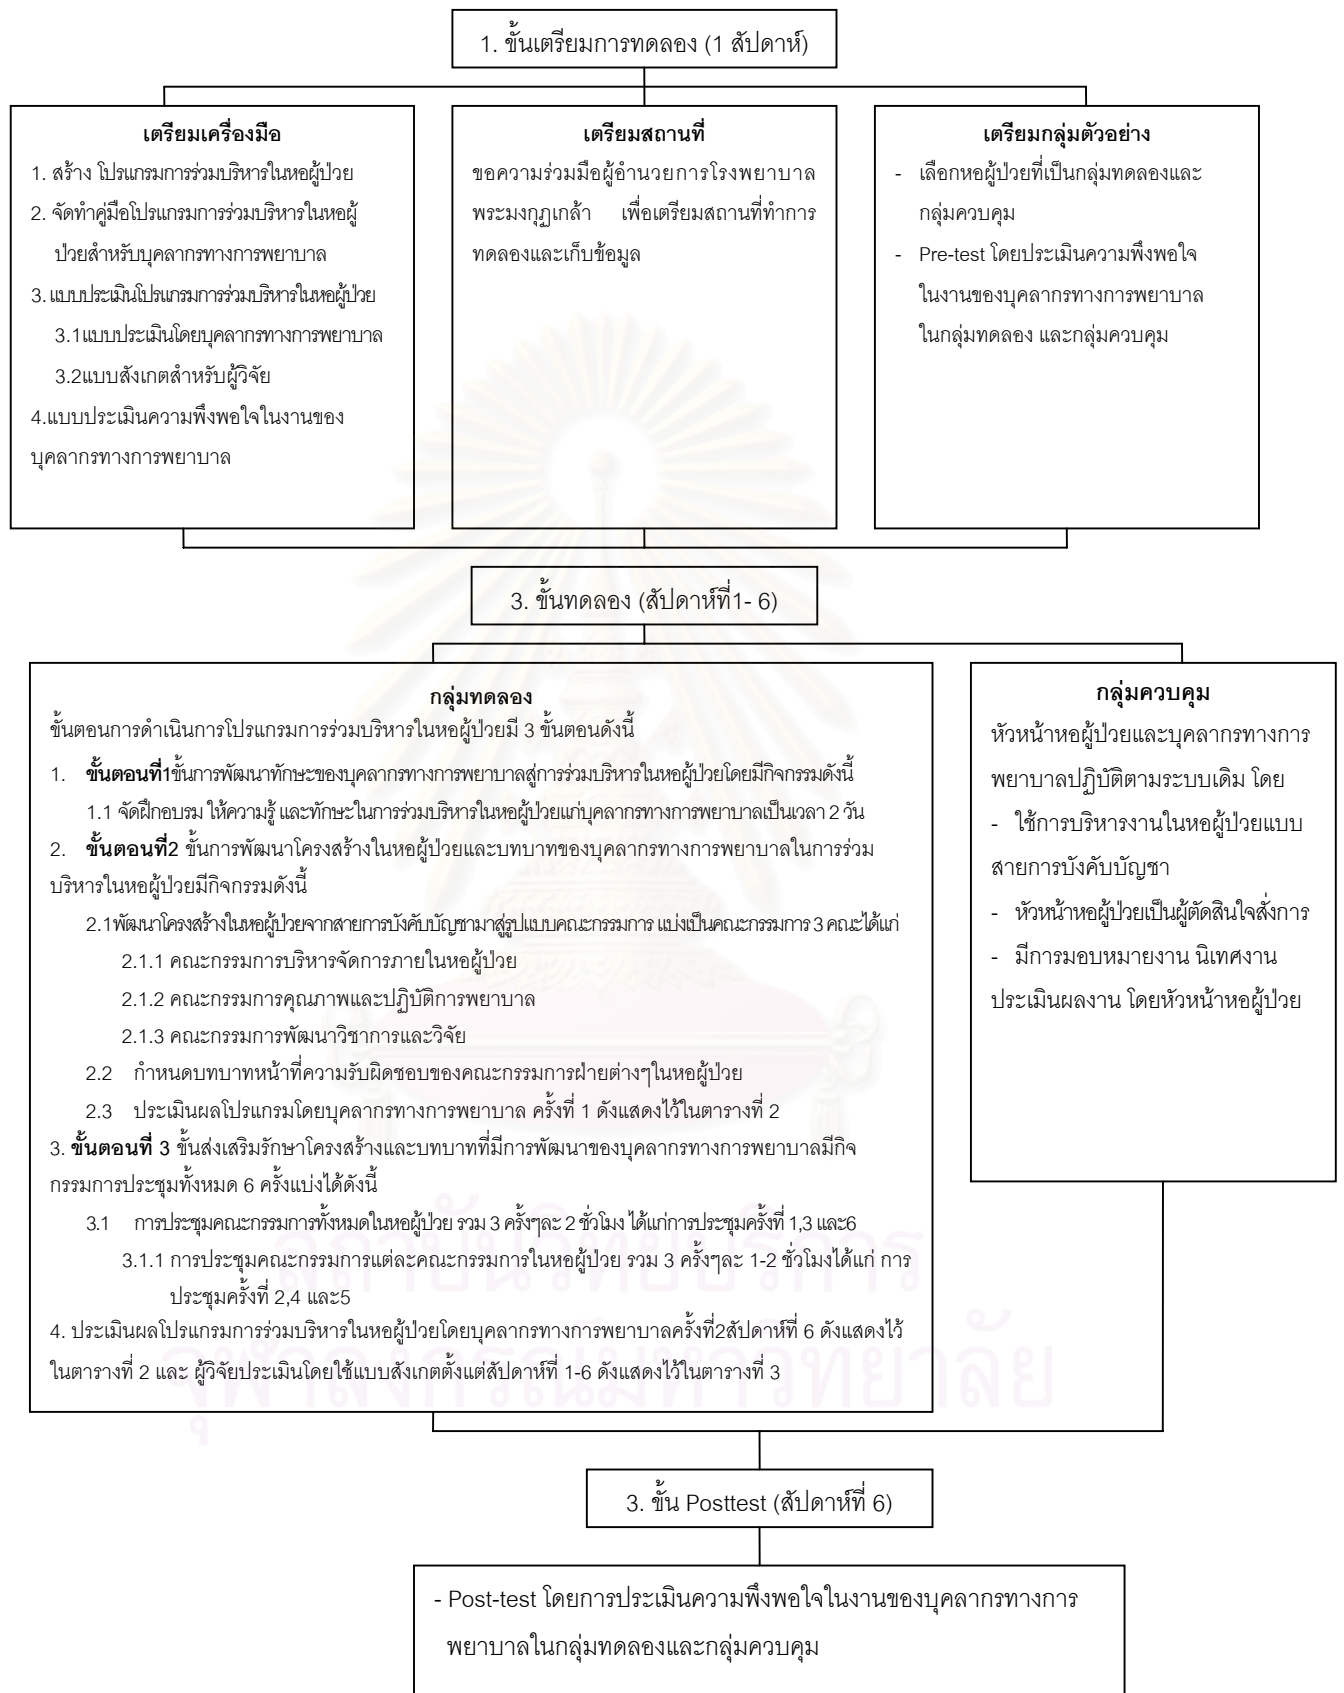 1. ขั้นเตรียมการทดลอง (1 สัปดาห์)
เตรียมเครื่องมือ
1. สร้าง โปรแกรมการร่วมบริหารในหอผู้ป่วย
2. จัดทำคู่มือโปรแกรมการร่วมบริหารในหอผู้
ป่วยสำหรับบุคลากรทางการพยาบาล
3. แบบประเมินโปรแกรมการร่วมบริหารในหอผู้ป่วย
3.1แบบประเมินโดยบุคลากรทางการพยาบาล
3.2แบบสังเกตสำหรับผู้วิจัย
4.แบบประเมินความพึงพอใจในงานของ
บุคลากรทางการพยาบาล
เตรียมสถานที่
ขอความร่วมมือผู้อำนวยการโรงพยาบาล
พระมงกุฎเกล้า เพื่อเตรียมสถานที่ทำการ
ทดลองและเก็บข้อมูล
เตรียมกลุ่มตัวอย่าง
- เลือกหอผู้ป่วยที่เป็นกลุ่มทดลองและ
กลุ่มควบคุม
- Pre-test โดยประเมินความพึงพอใจ
ในงานของบุคลากรทางการพยาบาล
ในกลุ่มทดลอง และกลุ่มควบคุม
3. ขั้นทดลอง (สัปดาห์ที่1- 6)
กลุ่มทดลอง
ขั้นตอนการดำเนินการโปรแกรมการร่วมบริหารในหอผู้ป่วยมี 3 ขั้นตอนดังนี้
1. ขั้นตอนที่1ขั้นการพัฒนาทักษะของบุคลากรทางการพยาบาลสู่การร่วมบริหารในหอผู้ป่วยโดยมีกิจกรรมดังนี้
1.1 จัดฝึกอบรม ให้ความรู้ และทักษะในการร่วมบริหารในหอผู้ป่วยแก่บุคลากรทางการพยาบาลเป็นเวลา 2 วัน
2. ขั้นตอนที่2 ขั้นการพัฒนาโครงสร้างในหอผู้ป่วยและบทบาทของบุคลากรทางการพยาบาลในการร่วม
บริหารในหอผู้ป่วยมีกิจกรรมดังนี้
2.1พัฒนาโครงสร้างในหอผู้ป่วยจากสายการบังคับบัญชามาสู่รูปแบบคณะกรรมการ แบ่งเป็นคณะกรรมการ 3 คณะได้แก่
2.1.1 คณะกรรมการบริหารจัดการภายในหอผู้ป่วย
2.1.2 คณะกรรมการคุณภาพและปฏิบัติการพยาบาล
2.1.3 คณะกรรมการพัฒนาวิชาการและวิจัย
2.2 กำหนดบทบาทหน้าที่ความรับผิดชอบของคณะกรรมการฝ่ายต่างๆในหอผู้ป่วย
2.3 ประเมินผลโปรแกรมโดยบุคลากรทางการพยาบาล ครั้งที่ 1 ดังแสดงไว้ในตารางที่ 2
3. ขั้นตอนที่ 3 ขั้นส่งเสริมรักษาโครงสร้างและบทบาทที่มีการพัฒนาของบุคลากรทางการพยาบาลมีกิจ
กรรมการประชุมทั้งหมด 6 ครั้งแบ่งได้ดังนี้
3.1 การประชุมคณะกรรมการทั้งหมดในหอผู้ป่วย รวม 3 ครั้งๆละ 2 ชั่วโมง ได้แก่การประชุมครั้งที่ 1,3 และ6
3.1.1 การประชุมคณะกรรมการแต่ละคณะกรรมการในหอผู้ป่วย รวม 3 ครั้งๆละ 1-2 ชั่วโมงได้แก่ การ
ประชุมครั้งที่ 2,4 และ5
4. ประเมินผลโปรแกรมการร่วมบริหารในหอผู้ป่วยโดยบุคลากรทางการพยาบาลครั้งที่2สัปดาห์ที่ 6 ดังแสดงไว้
ในตารางที่ 2 และ ผู้วิจัยประเมินโดยใช้แบบสังเกตตั้งแต่สัปดาห์ที่ 1-6 ดังแสดงไว้ในตารางที่ 3
กลุ่มควบคุม
หัวหน้าหอผู้ป่วยและบุคลากรทางการ
พยาบาลปฏิบัติตามระบบเดิม โดย
- ใช้การบริหารงานในหอผู้ป่วยแบบ
สายการบังคับบัญชา
- หัวหน้าหอผู้ป่วยเป็นผู้ตัดสินใจสั่งการ
- มีการมอบหมายงาน นิเทศงาน
ประเมินผลงาน โดยหัวหน้าหอผู้ป่วย
สถาบันวิทยบริการ
จุฬาลงกรณ์มหาวิทยาลัย
3. ขั้น Posttest (สัปดาห์ที่ 6)
- Post-test โดยการประเมินความพึงพอใจในงานของบุคลากรทางการ
พยาบาลในกลุ่มทดลองและกลุ่มควบคุม